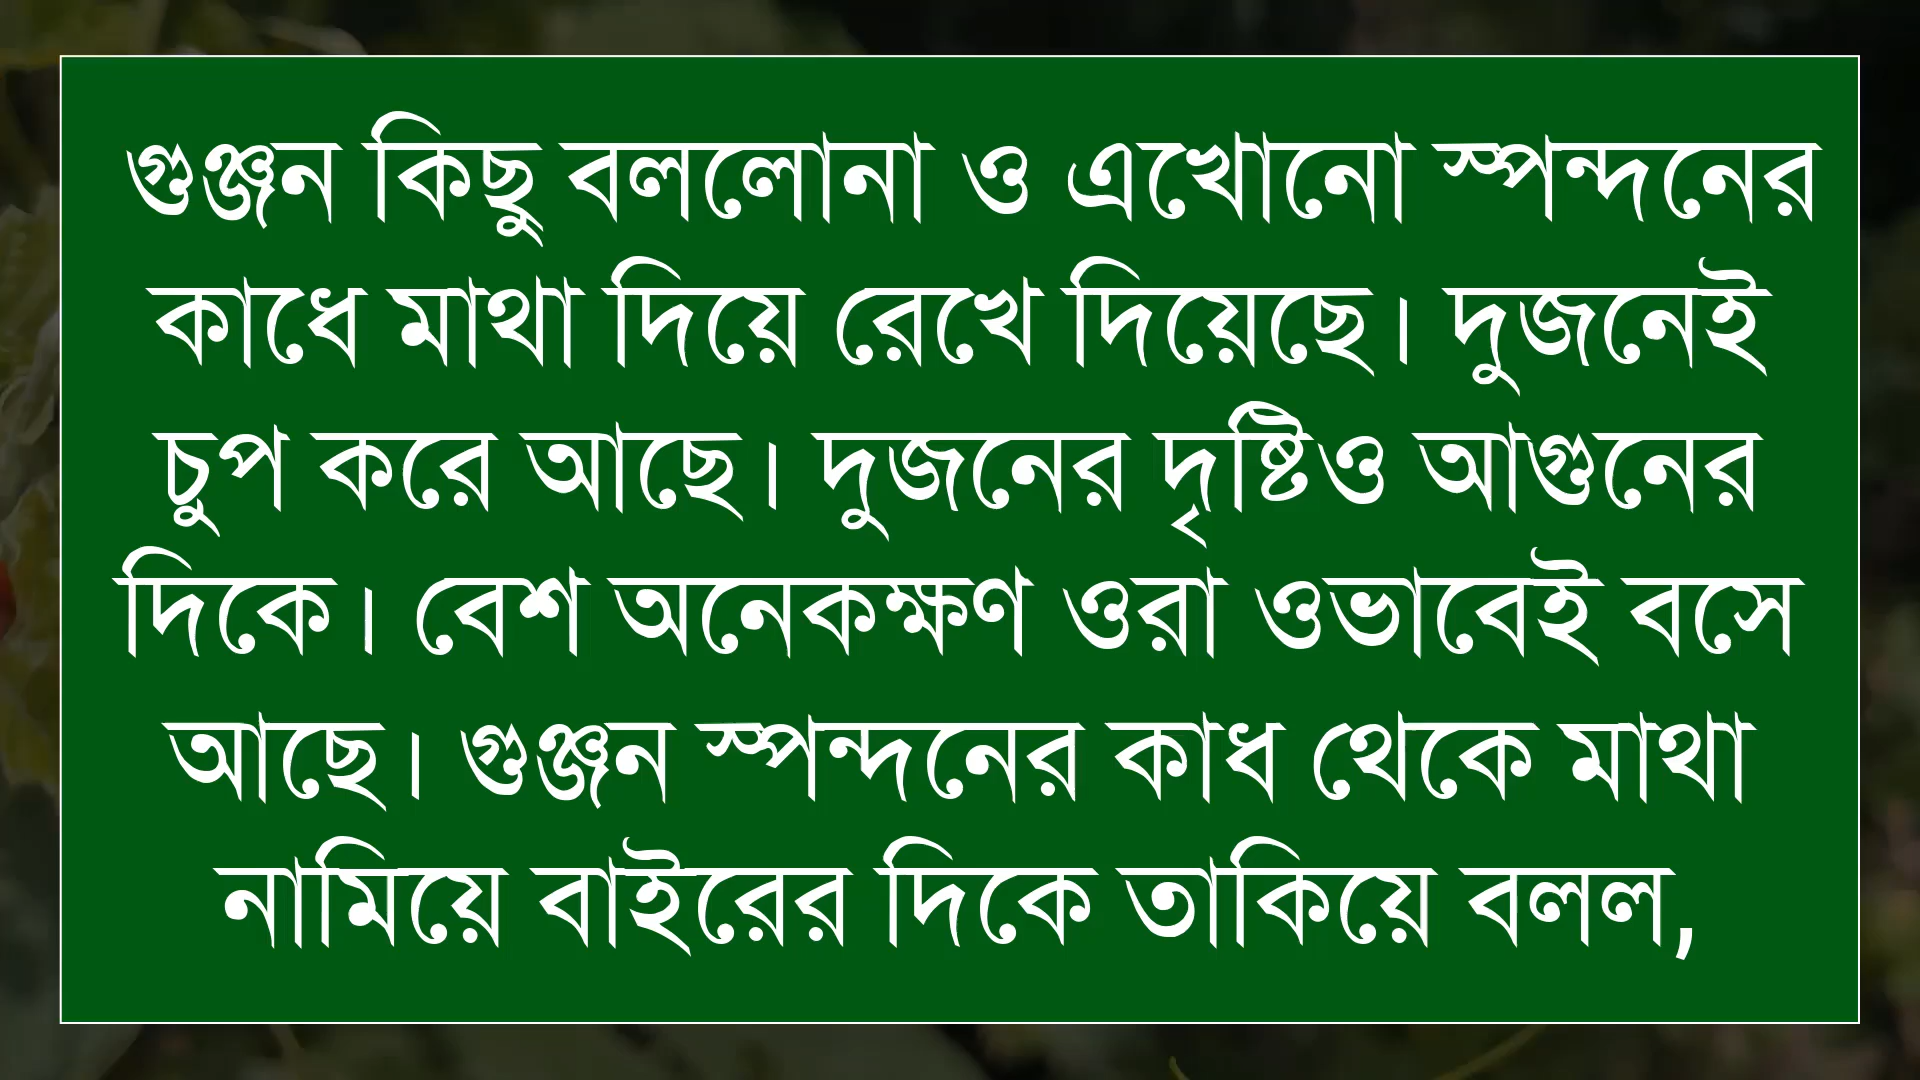 গুঞ্জন কিছু বললোনা ও এখোনো স্পন্দনের
কাধে মাথা দিয়ে রেখে দিয়েছে। দুজনেই
চুপ করে আছে। দুজনের দৃষ্টিও আগুনের
দিকে। বেশ অনেকক্ষণ ওরা ওভাবেই বসে
আছে। গুঞ্জন স্পন্দনের কাধ থেকে মাথা
নামিয়ে বাইরের দিকে তাকিয়ে বলল,